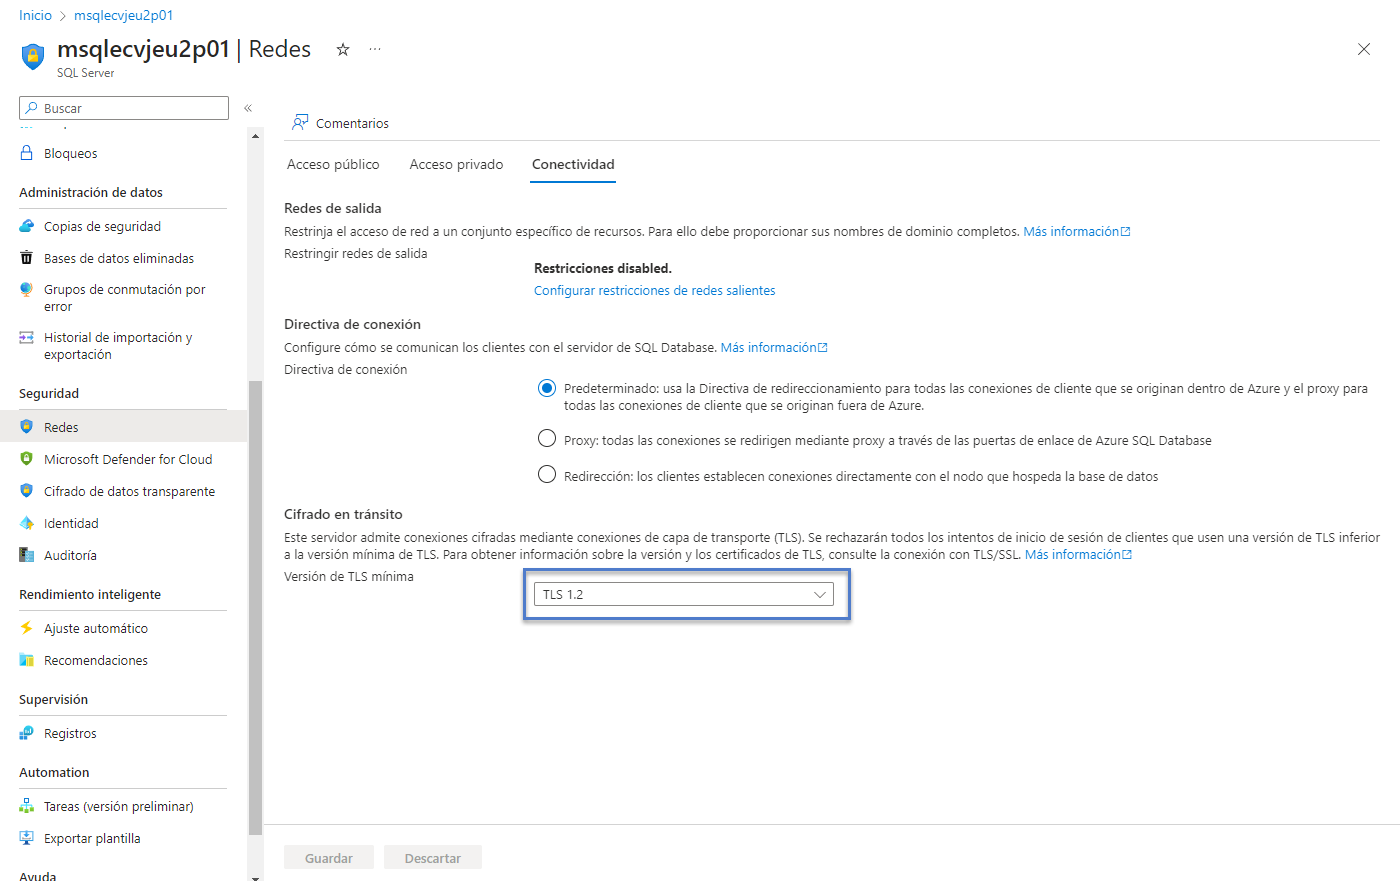 Inicio > msqlecvjeu2p01
msqlecvjeu2p01 | Redes
SQL Server
Buscar
Bloqueos
Administración de datos
Copias de seguridad
Bases de datos eliminadas
Grupos de conmutación por
error
Historial de importación y
exportación
Seguridad
Redes
Microsoft Defender for Cloud
Cifrado de datos transparente
Identidad
Auditoría
Rendimiento inteligente
Ajuste automático
Recomendaciones
Supervisión
Registros
Automation
Tareas (versión preliminar)
Exportar plantilla
Ayuda
Comentarios
Acceso público Acceso privado Conectividad
Redes de salida
Restrinja el acceso de red a un conjunto específico de recursos. Para ello debe proporcionar sus nombres de dominio completos. Más información
Restringir redes de salida
Restricciones disabled.
Configurar restricciones de redes salientes
Directiva de conexión
Configure cómo se comunican los clientes con el servidor de SQL Database. Más información
Directiva de conexión
Predeterminado: usa la Directiva de redireccionamiento para todas las conexiones de cliente que se originan dentro de Azure y el proxy para
todas las conexiones de cliente que se originan fuera de Azure.
Proxy: todas las conexiones se redirigen mediante proxy a través de las puertas de enlace de Azure SQL Database
Redirección: los clientes establecen conexiones directamente con el nodo que hospeda la base de datos
Cifrado en tránsito
Este servidor admite conexiones cifradas mediante conexiones de capa de transporte (TLS). Se rechazarán todos los intentos de inicio de sesión de clientes que usen una versión de TLS inferior
a la versión mínima de TLS. Para obtener información sobre la versión y los certificados de TLS, consulte la conexión con TLS/SSL. Más información
Versión de TLS mínima
TLS 1.2
Guardar Descartar